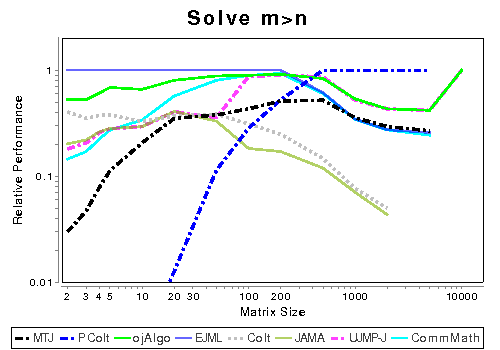 Solve m>n
Relative Performance
1
0.1
0.01
2 3 4 5 10 20 30 100 200 1000 10000
Matrix Size
MTJ PColt ojAlgo EJML Colt JAMA UJMP-J CommMath